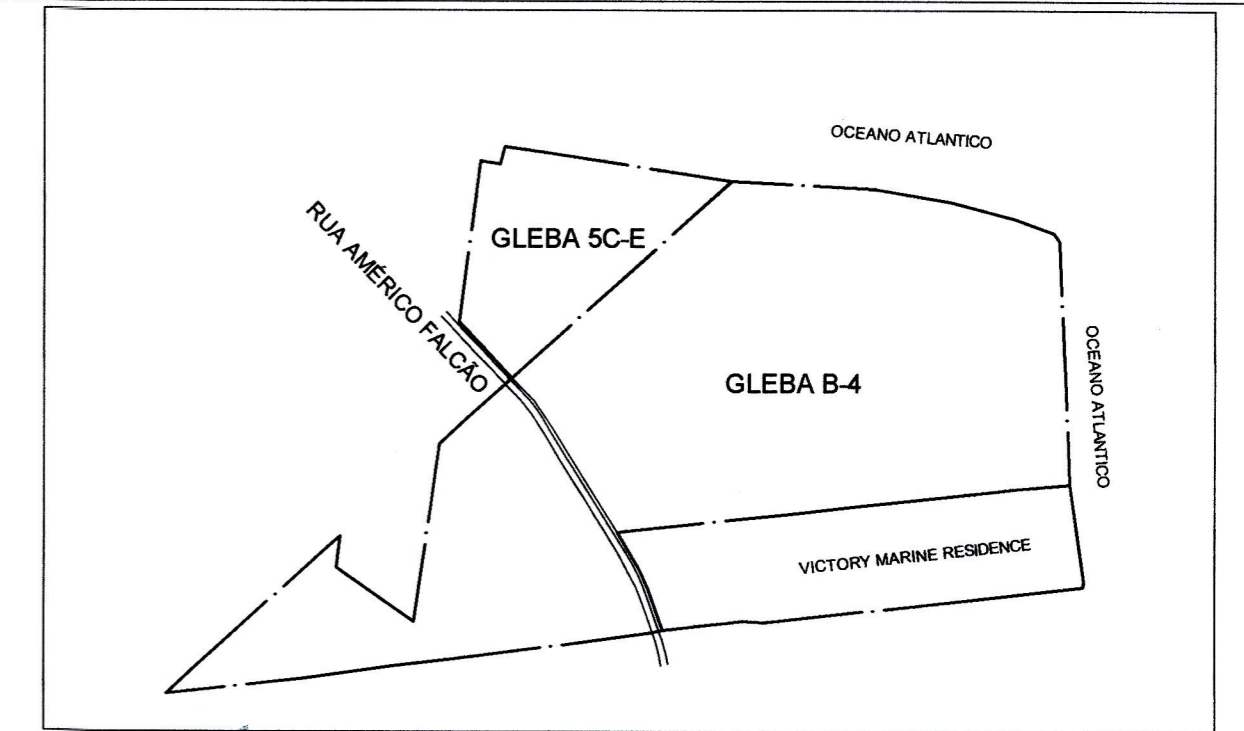 OCEANO ATLANTICO
RUA AMÉRICO FALCÃO
GLEBA 5C-E
GLEBA B-4
OCEANO ATLANTICO
VICTORY MARINE RESIDENCE